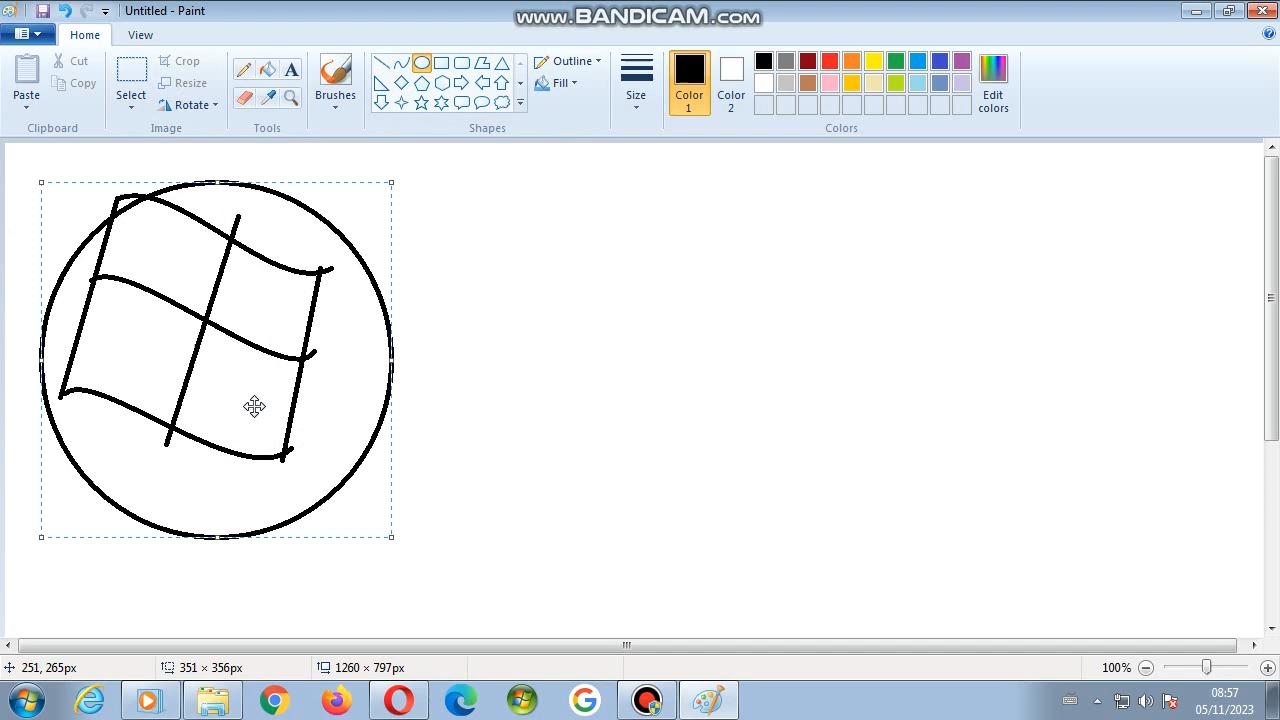 Untitled - Paint
www.BANDICAM.com
Home
View
Paste
Cut
Copy
Clipboard
Select
Crop
Resize
Rotate
Image
Tools
Brushes
Outline
Fill
Shapes
Size
Color
1
Color
2
Edit
colors
Colors
251, 265px
351 × 356px
1260 × 797px
100%
08:57
05/11/2023